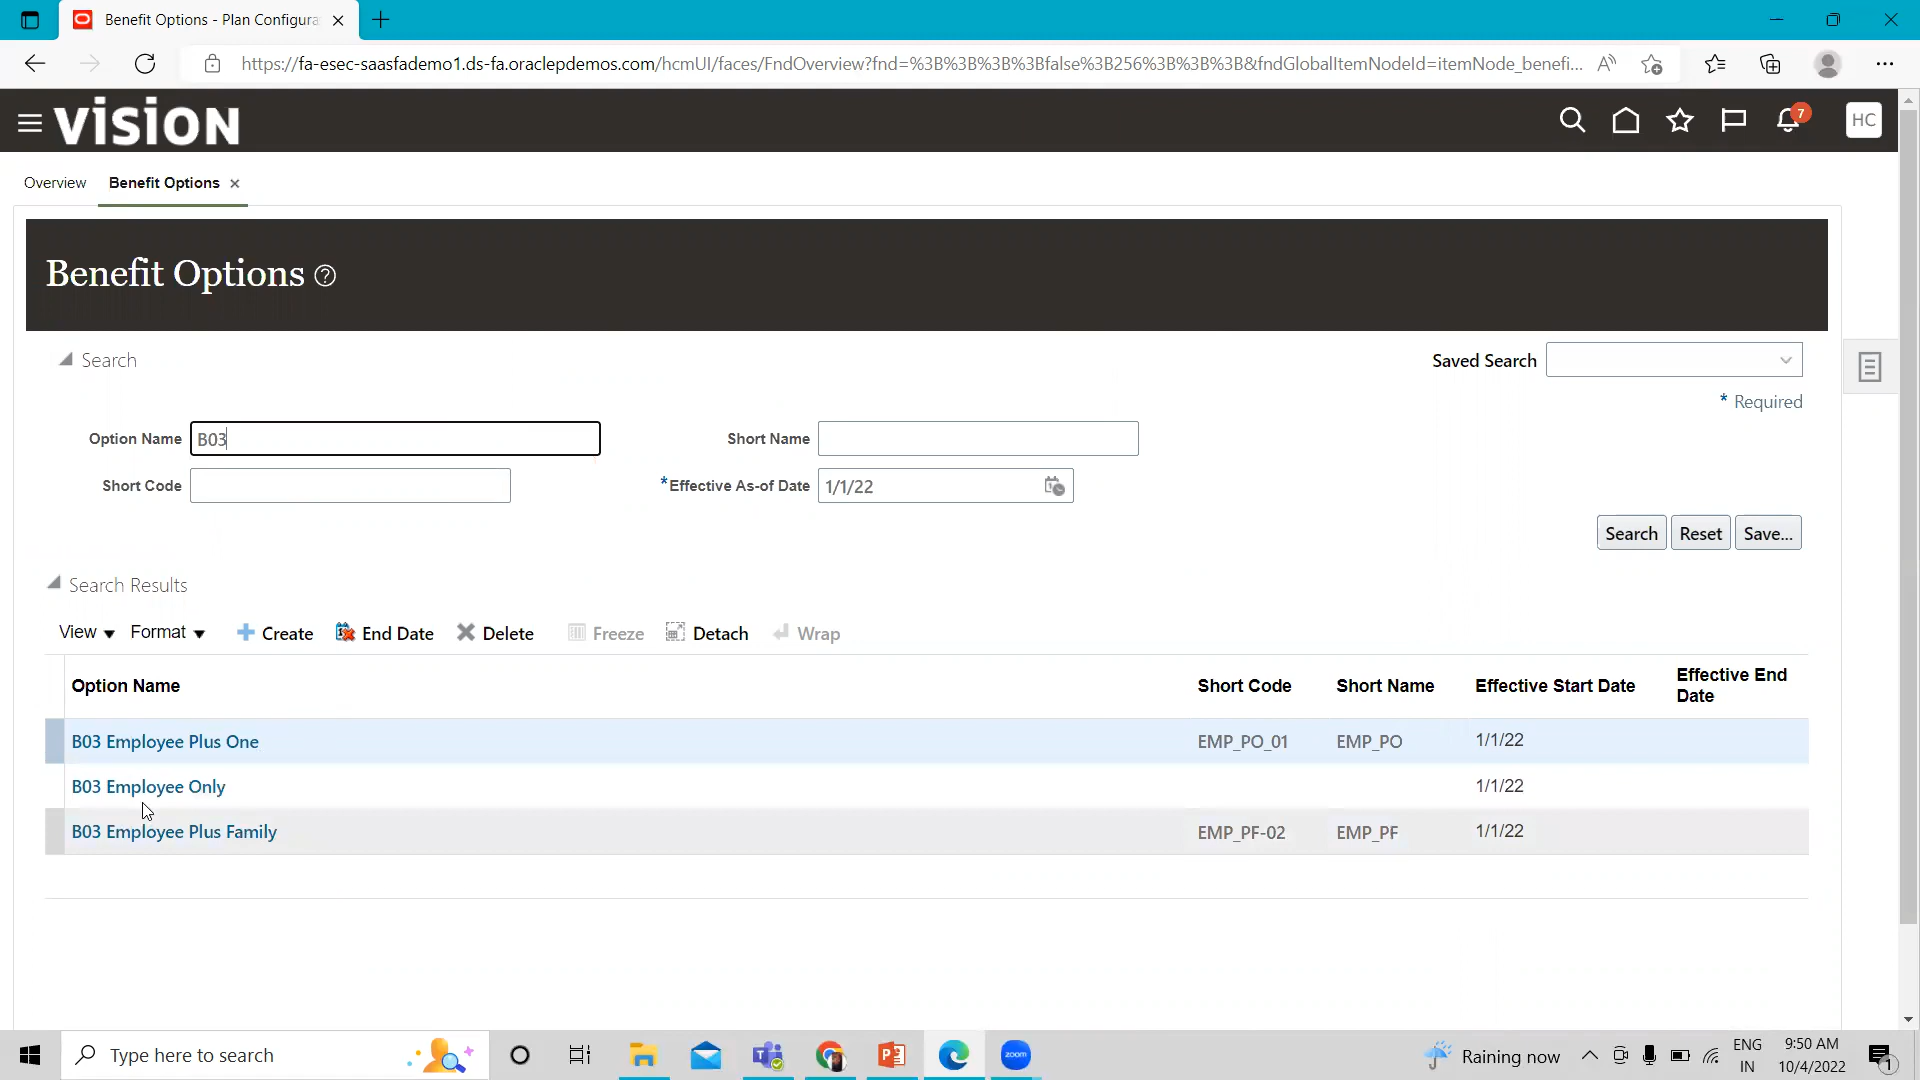 Benefit Options - Plan Configura
https://fa-esec-saasfademo1.ds-fa.oraclepdemos.com/hcmUI/faces/FndOverview?fnd=%3B%3B%3B%3Bfalse%3B256%3B%3B%3B&fndGlobalItemNodeId=itemNode_benefi...
vision
7
HC
Overview Benefit Options
Benefit Options
Search
Saved Search
* Required
Option Name B03
Short Name
Short Code
*Effective As-of Date 1/1/22
Search Reset Save...
Search Results
View Format Create End Date Delete Freeze Detach Wrap
Option Name Short Code Short Name Effective Start Date Effective End Date
B03 Employee Plus One EMP_PO_01 EMP_PO 1/1/22
B03 Employee Only 1/1/22
B03 Employee Plus Family EMP_PF-02 EMP_PF 1/1/22
Type here to search
zoom
Raining now
ENG
IN
9:50 AM
10/4/2022
1